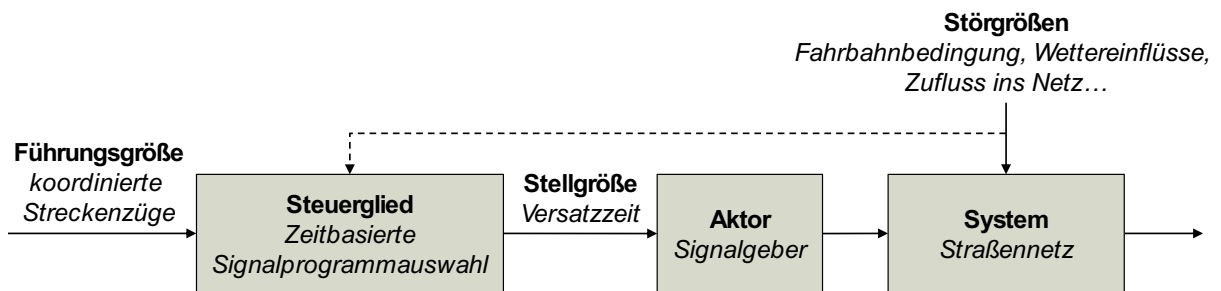 Störgrößen
Fahrbahnbedingung, Wettereinflüsse,
Zufluss ins Netz…
Führungsgröße
koordinierte
Streckenzüge
Steuerglied
Zeitbasierte
Signalprogrammauswahl
Stellgröße
Versatzzeit
Aktor
Signalgeber
System
Straßennetz